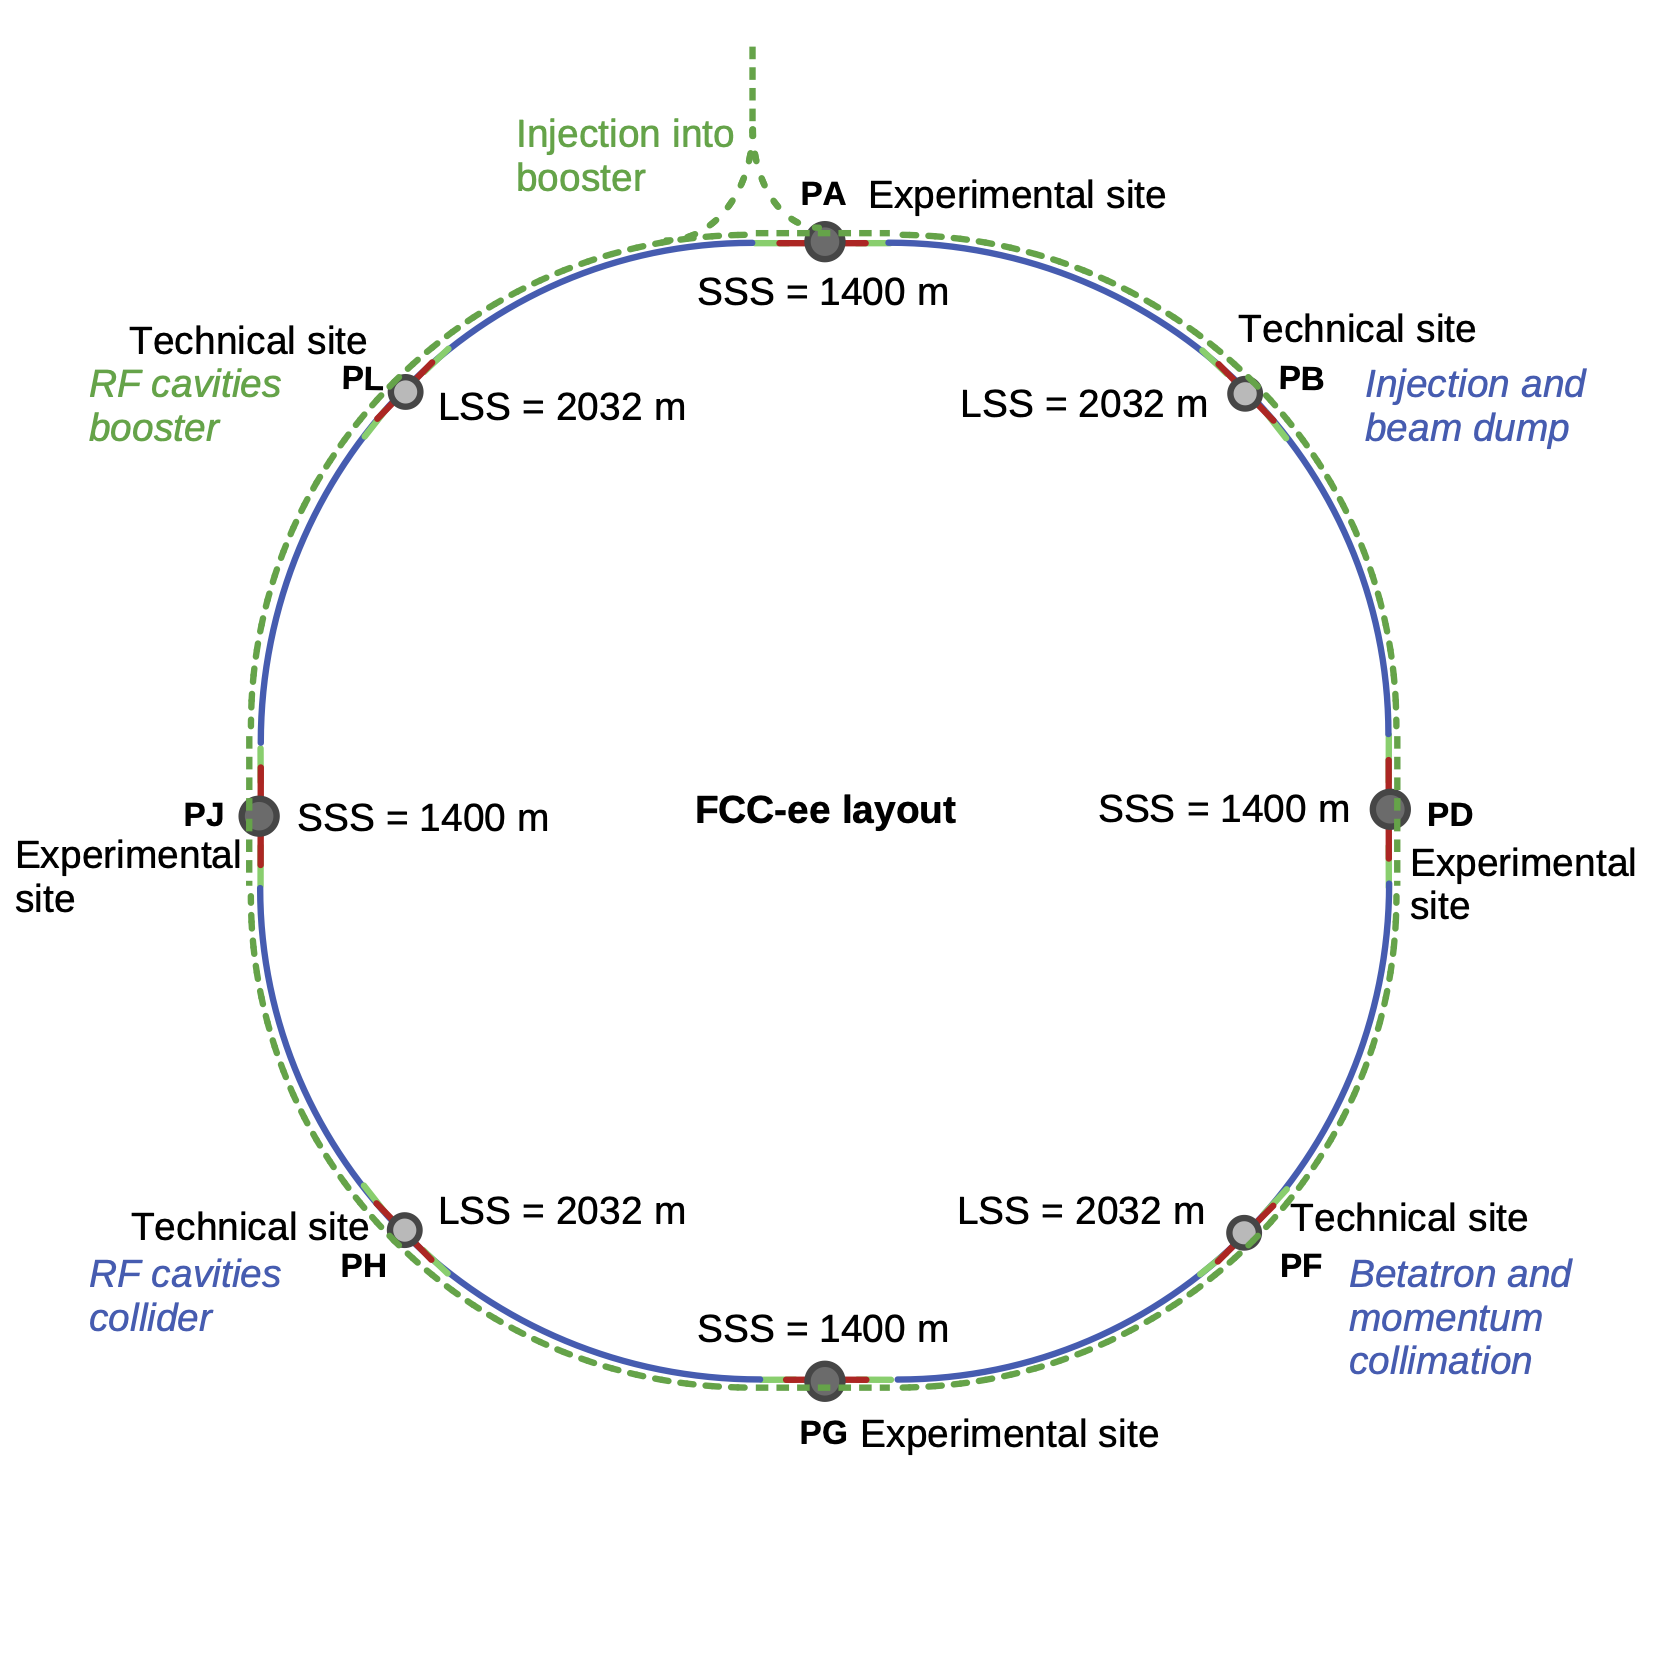 Injection into
booster
PA Experimental site
SSS = 1400 m
Technical site
RF cavities
booster
PL
LSS = 2032 m
LSS = 2032 m
Technical site
PB
Injection and
beam dump
PJ
SSS = 1400 m
Experimental
site
FCC-ee layout
SSS = 1400 m
PD
Experimental
site
Technical site
PH
RF cavities
collider
LSS = 2032 m
LSS = 2032 m
Technical site
PF
Betatron and
momentum
collimation
SSS = 1400 m
PG Experimental site